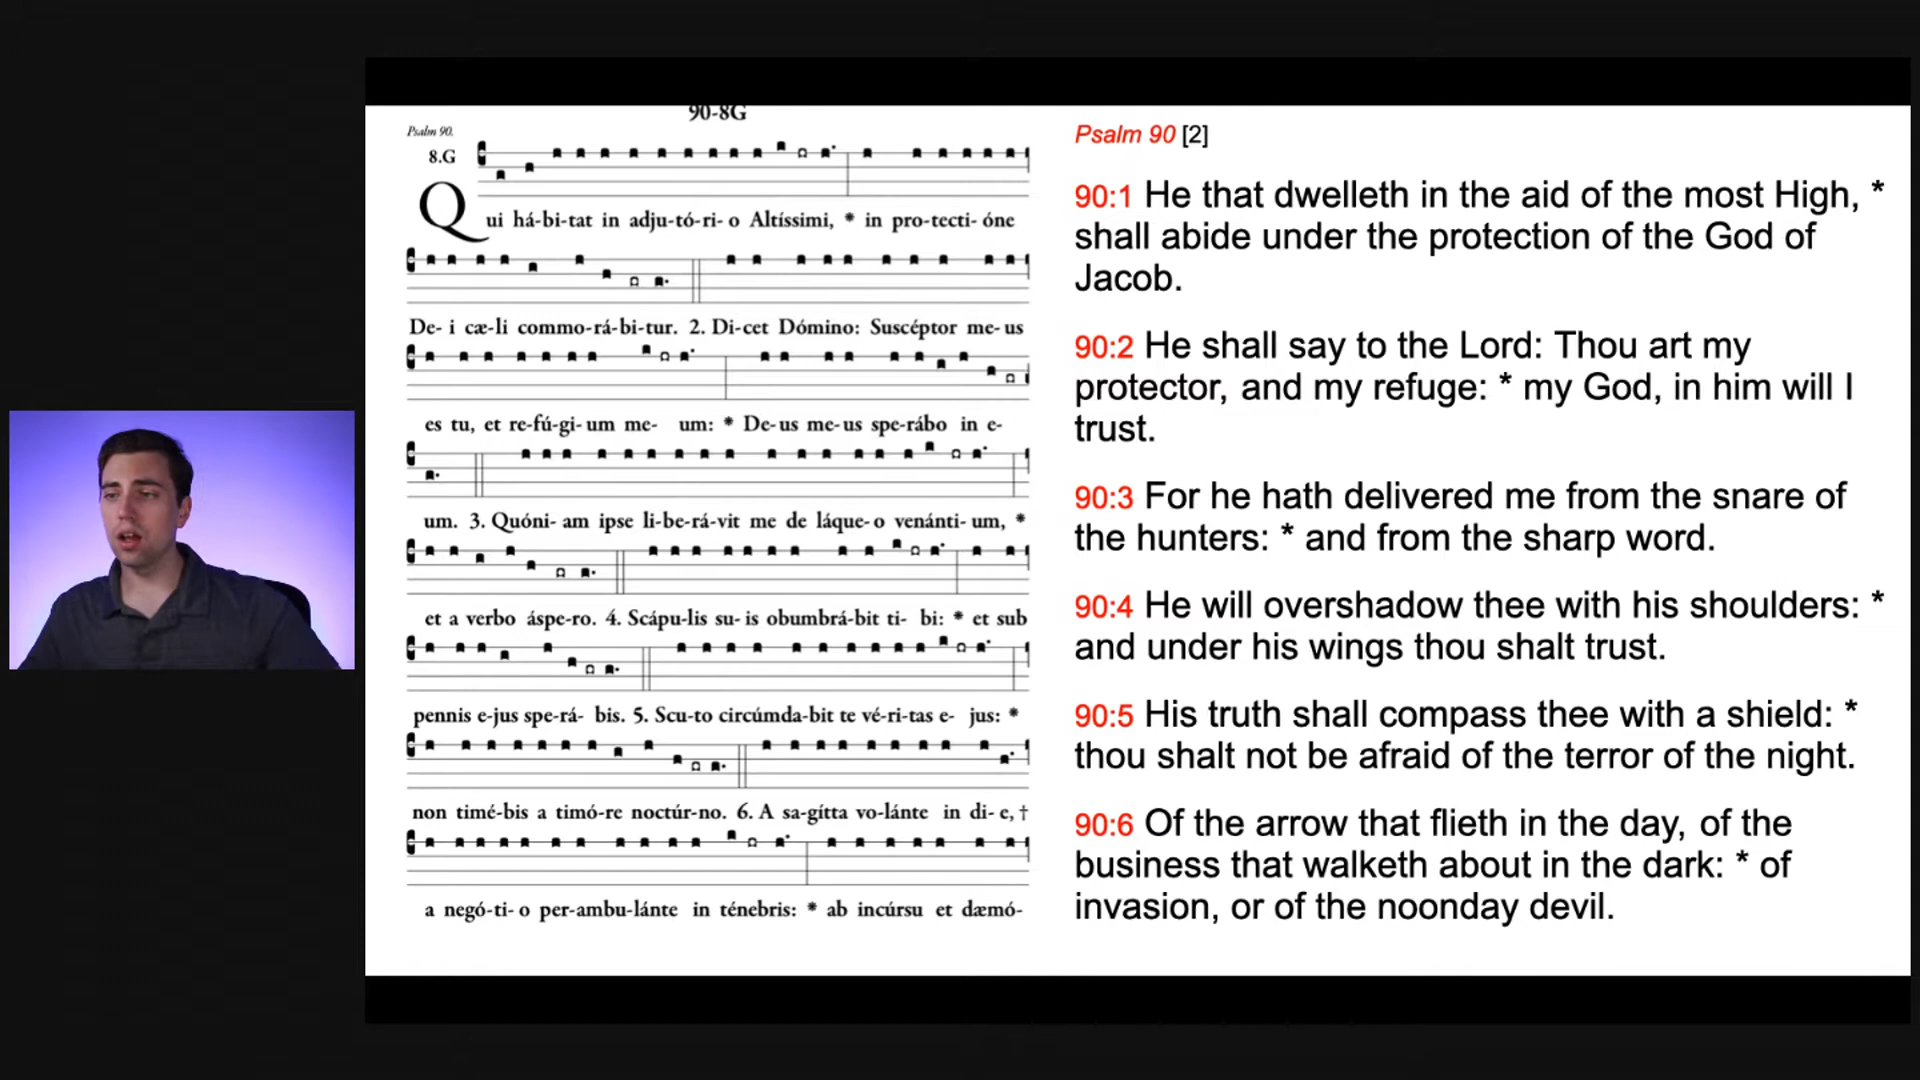 90-8G
Psalm 90.
8.G
Qui há-bi-tat in adju-tó-ri- o Altíssimi, * in pro-tecti- óne
De- i cæ-li commo-rá-bi-tur. 2. Di-cet Dómino: Suscéptor me- us
es tu, et re-fú-gi- um me- um: * De- us me- us spe-rábo in e-
um. 3. Quóni- am ipse li-be-rá-vit me de láque- o venánti- um, *
et a verbo áspe-ro. 4. Scápu-lis su- is obumbrá-bit ti- bi: * et sub
pennis e-jus spe-rá- bis. 5. Scu-to circúmda-bit te vé-ri-tas e- jus: *
non timé-bis a timó-re noctúr-no. 6. A sa-gítta vo-lánte in di- e, †
a negó-ti- o per-ambu-lánte in ténebris: * ab incúrsu et dæmó-
Psalm 90 [2]
90:1 He that dwelleth in the aid of the most High, *
shall abide under the protection of the God of
Jacob.
90:2 He shall say to the Lord: Thou art my
protector, and my refuge: * my God, in him will I
trust.
90:3 For he hath delivered me from the snare of
the hunters: * and from the sharp word.
90:4 He will overshadow thee with his shoulders: *
and under his wings thou shalt trust.
90:5 His truth shall compass thee with a shield: *
thou shalt not be afraid of the terror of the night.
90:6 Of the arrow that flieth in the day, of the
business that walketh about in the dark: * of
invasion, or of the noonday devil.